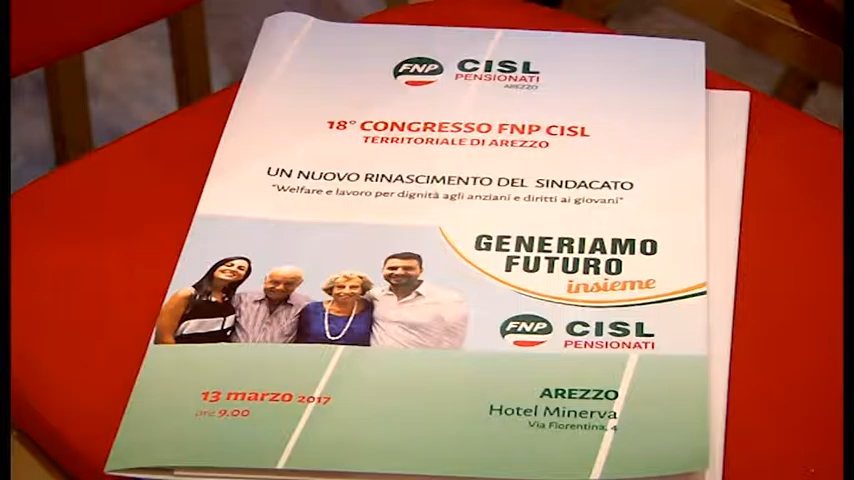 FNP
CISL
PENSIONATI
AREZZO
18° CONGRESSO FNP CISL
TERRITORIALE DI AREZZO
UN NUOVO RINASCIMENTO DEL SINDACATO
"Welfare e lavoro per dignità agli anziani e diritti ai giovani"
GENERIAMO
FUTURO
insieme
FNP
CISL
PENSIONATI
13 marzo 2017
ore 9.00
AREZZO
Hotel Minerva
Via Fiorentina, 4